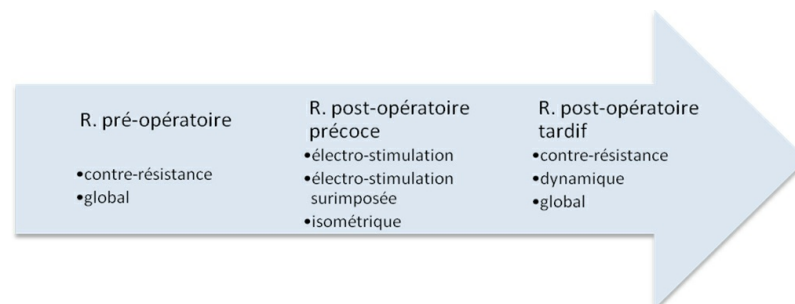 R. pré-opératoire
•contre-résistance
•global
R. post-opératoire
précoce
•électro-stimulation
•électro-stimulation
surimposée
•isométrique
R. post-opératoire
tardif
•contre-résistance
•dynamique
•global